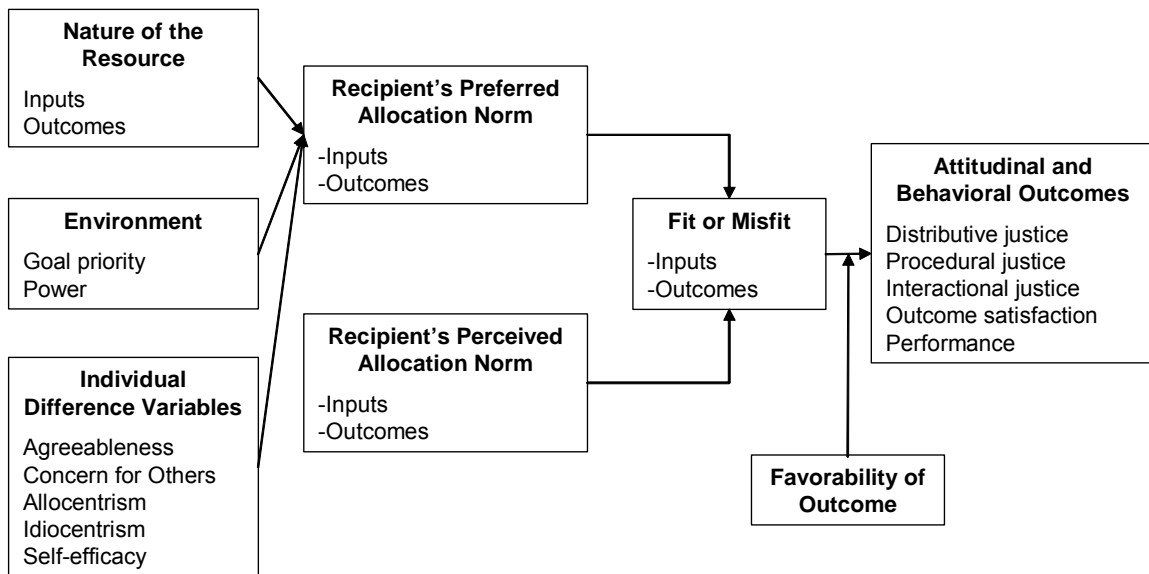 Nature of the
Resource
Inputs
Outcomes
Environment
Goal priority
Power
Individual
Difference Variables
Agreeableness
Concern for Others
Allocentrism
Idiocentrism
Self-efficacy
Recipient’s Preferred
Allocation Norm
-Inputs
-Outcomes
Recipient’s Perceived
Allocation Norm
-Inputs
-Outcomes
Fit or Misfit
-Inputs
-Outcomes
Favorability of
Outcome
Attitudinal and
Behavioral Outcomes
Distributive justice
Procedural justice
Interactional justice
Outcome satisfaction
Performance